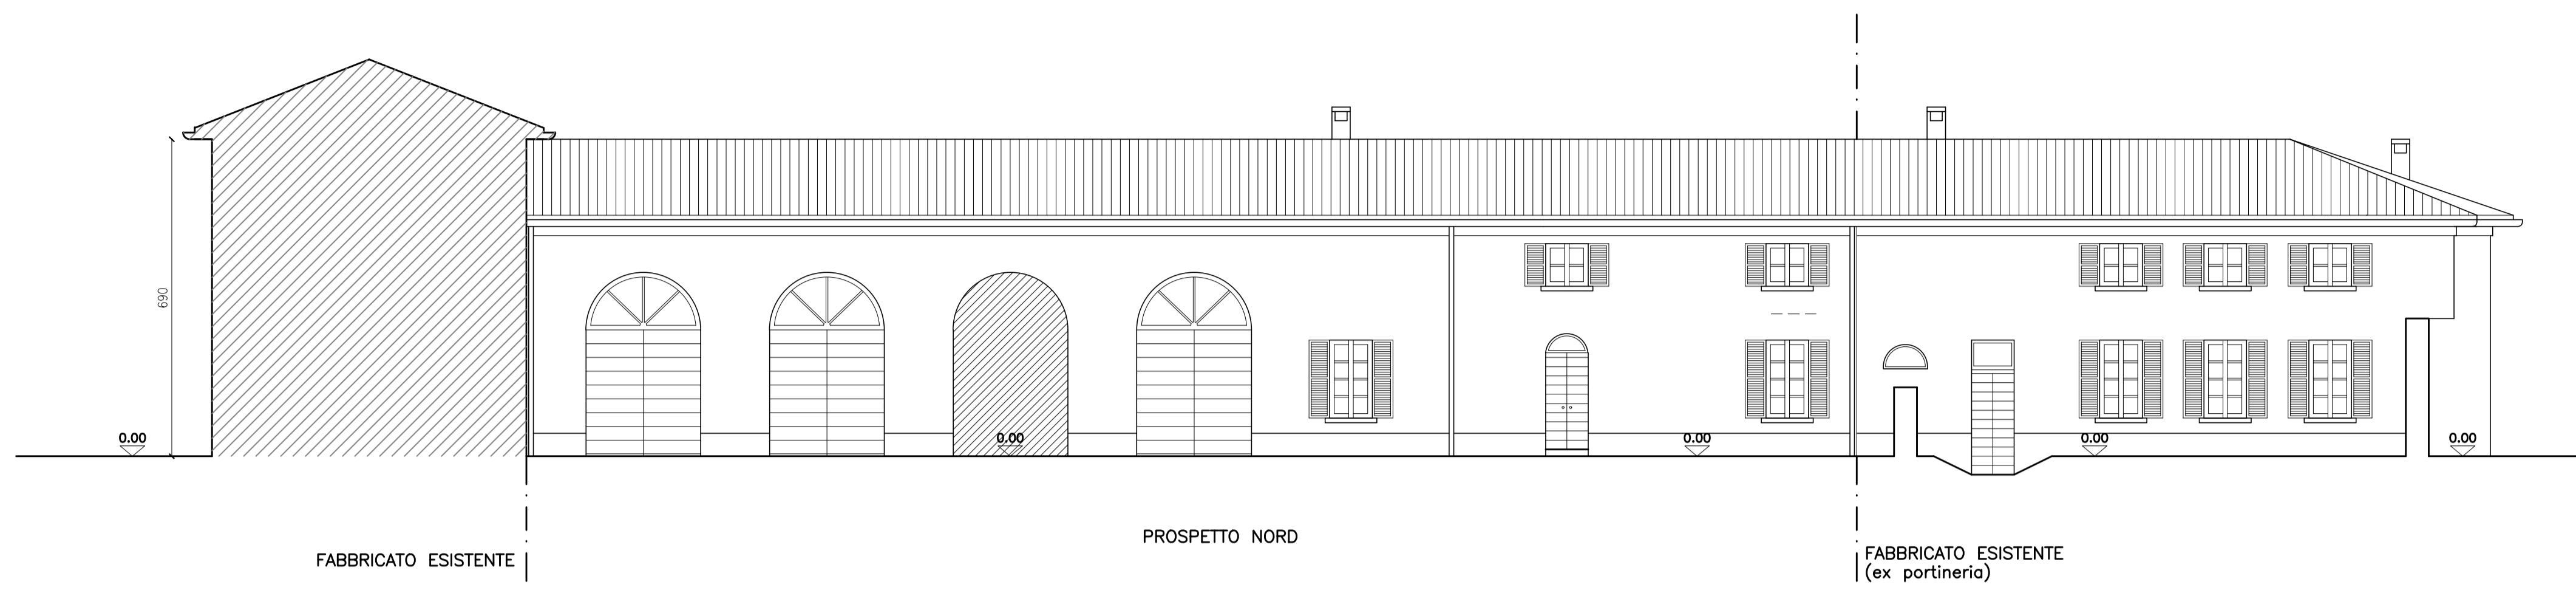 690
0.00
0.00
0.00
0.00
0.00
PROSPETTO NORD
FABBRICATO ESISTENTE
FABBRICATO ESISTENTE
(ex portineria)